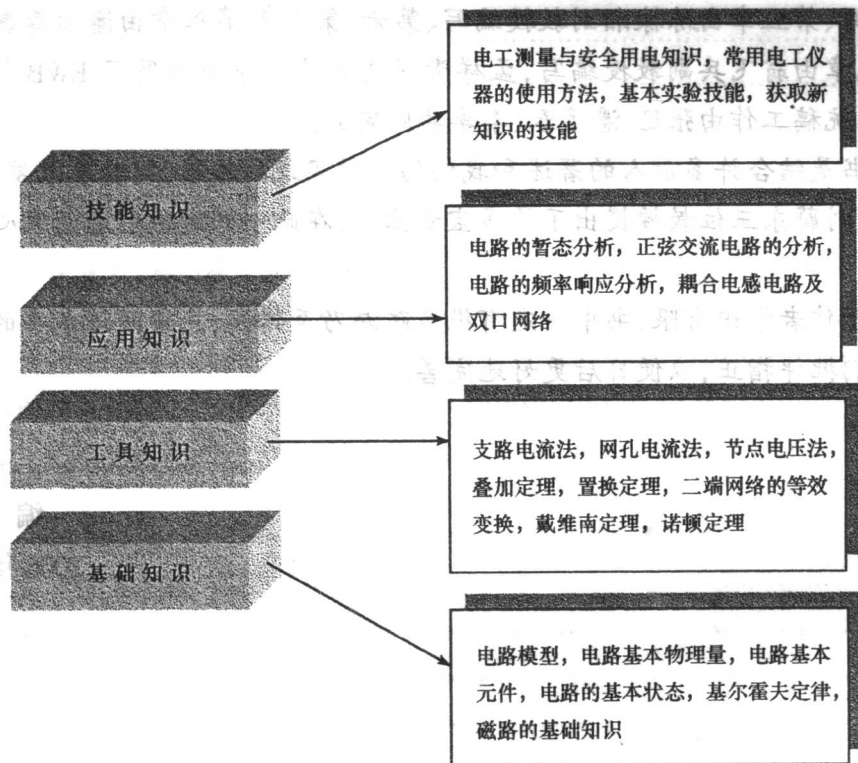 电工测量与安全用电知识，常用电工仪
器的使用方法，基本实验技能，获取新
知识的技能
技能知识
电路的暂态分析，正弦交流电路的分析，
电路的频率响应分析，耦合电感电路及
双口网络
应用知识
支路电流法，网孔电流法，节点电压法，
叠加定理，置换定理，二端网络的等效
变换，戴维南定理，诺顿定理
工具知识
基础知识
电路模型，电路基本物理量，电路基本
元件，电路的基本状态，基尔霍夫定律，
磁路的基础知识